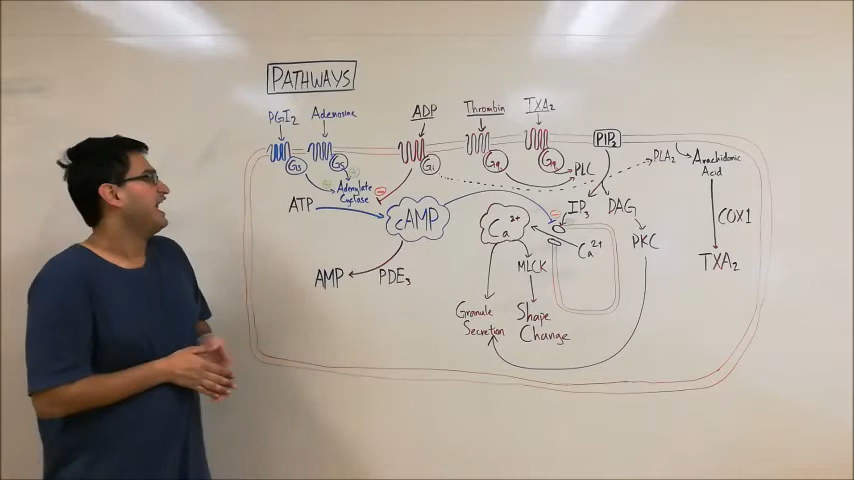 PATHWAYS
PGI2
Adenosine
ADP
Thrombin
TXA2
PIP2
Gs
Gs
Gi
Gq
Gq
PLC
PLA2
Arachidonic
Acid
(+)
(+)
Adenylate
Cyclase
(-)
ATP
cAMP
IP3
DAG
COX1
(-)
Ca2+
Ca2+
PKC
TXA2
AMP
PDE3
MLCK
Granule
Secretion
Shape
Change